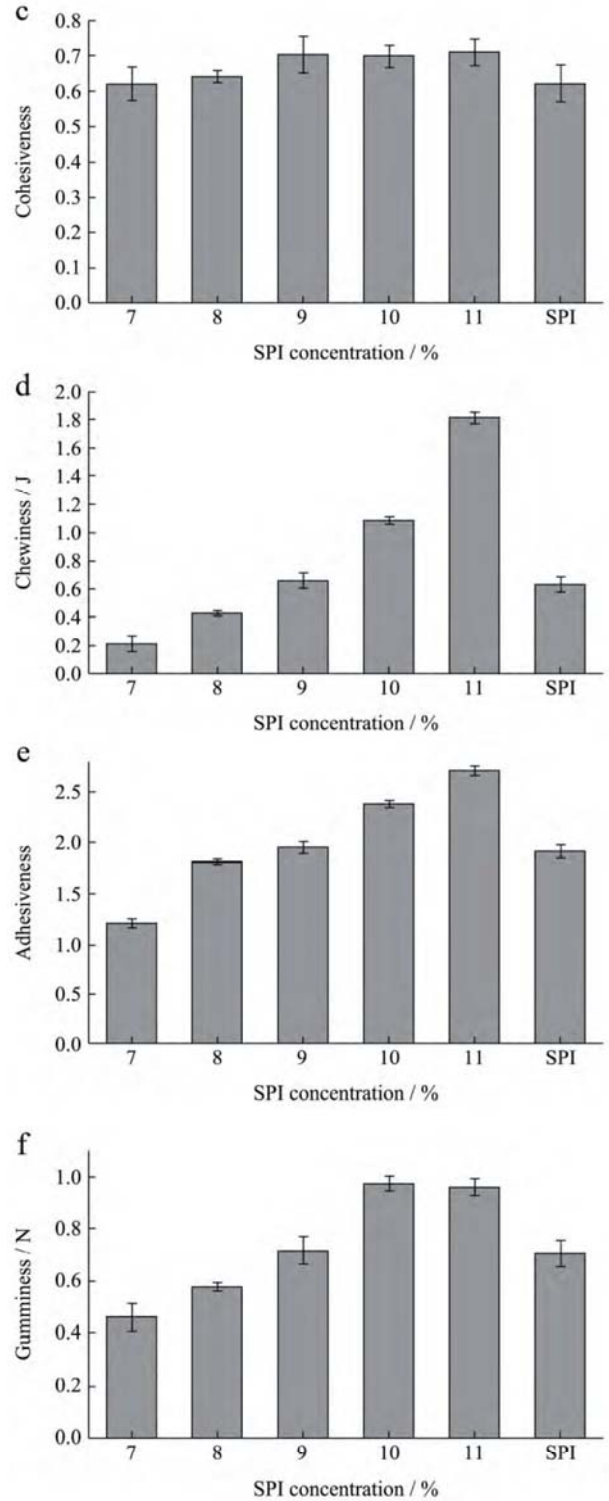 c
0.8
0.7
0.6
0.5
0.4
0.3
0.2
0.1
0.0
Cohesiveness
7 8 9 10 11 SPI
SPI concentration / %
d
2.0
1.8
1.6
1.4
1.2
1.0
0.8
0.6
0.4
0.2
0.0
Chewiness / J
7 8 9 10 11 SPI
SPI concentration / %
e
2.5
2.0
1.5
1.0
0.5
0.0
Adhesiveness
7 8 9 10 11 SPI
SPI concentration / %
f
1.0
0.8
0.6
0.4
0.2
0.0
Gumminess / N
7 8 9 10 11 SPI
SPI concentration / %